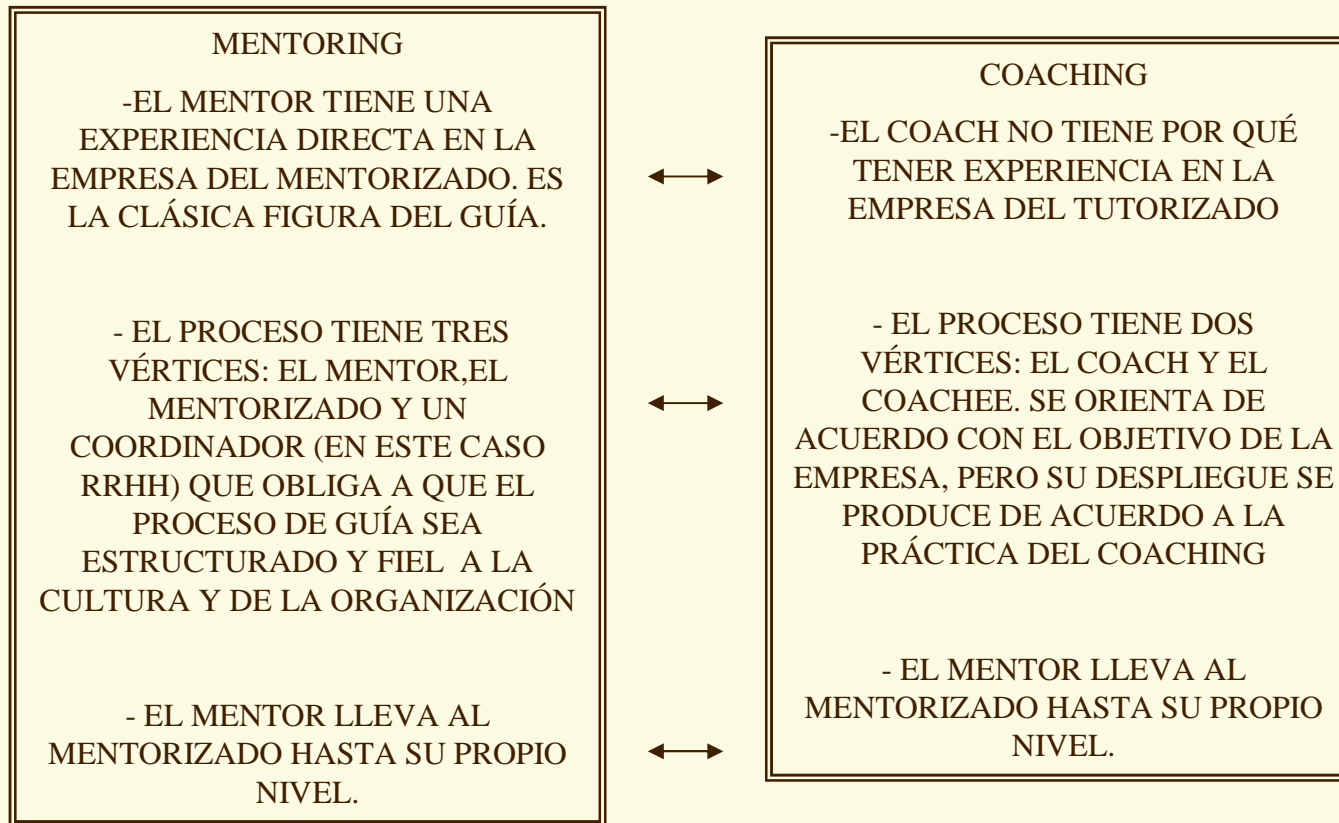 MENTORING
-EL MENTOR TIENE UNA
EXPERIENCIA DIRECTA EN LA
EMPRESA DEL MENTORIZADO. ES
LA CLÁSICA FIGURA DEL GUÍA.
- EL PROCESO TIENE TRES
VÉRTICES: EL MENTOR,EL
MENTORIZADO Y UN
COORDINADOR (EN ESTE CASO
RRHH) QUE OBLIGA A QUE EL
PROCESO DE GUÍA SEA
ESTRUCTURADO Y FIEL A LA
CULTURA Y DE LA ORGANIZACIÓN
- EL MENTOR LLEVA AL
MENTORIZADO HASTA SU PROPIO
NIVEL.
COACHING
-EL COACH NO TIENE POR QUÉ
TENER EXPERIENCIA EN LA
EMPRESA DEL TUTORIZADO
- EL PROCESO TIENE DOS
VÉRTICES: EL COACH Y EL
COACHEE. SE ORIENTA DE
ACUERDO CON EL OBJETIVO DE LA
EMPRESA, PERO SU DESPLIEGUE SE
PRODUCE DE ACUERDO A LA
PRÁCTICA DEL COACHING
- EL MENTOR LLEVA AL
MENTORIZADO HASTA SU PROPIO
NIVEL.